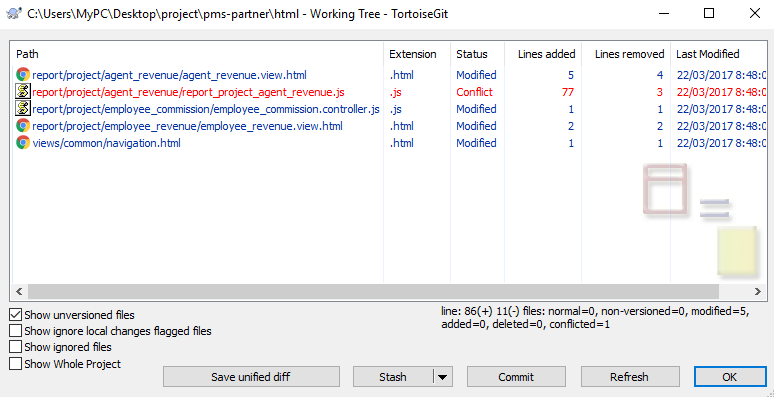 C:\Users\MyPC\Desktop\project\pms-partner\html - Working Tree - TortoiseGit
Path Extension Status Lines added Lines removed Last Modified
report/project/agent_revenue/agent_revenue.view.html .html Modified 5 4 22/03/2017 8:48:0
report/project/agent_revenue/report_project_agent_revenue.js .js Conflict 77 3 22/03/2017 8:48:0
report/project/employee_commission/employee_commission.controller.js .js Modified 1 1 22/03/2017 8:48:0
report/project/employee_revenue/employee_revenue.view.html .html Modified 2 2 22/03/2017 8:48:0
views/common/navigation.html .html Modified 1 1 22/03/2017 8:48:0
Show unversioned files
Show ignore local changes flagged files
Show ignored files
Show Whole Project
line: 86(+) 11(-) files: normal=0, non-versioned=0, modified=5,
added=0, deleted=0, conflicted=1
Save unified diff Stash Commit Refresh OK